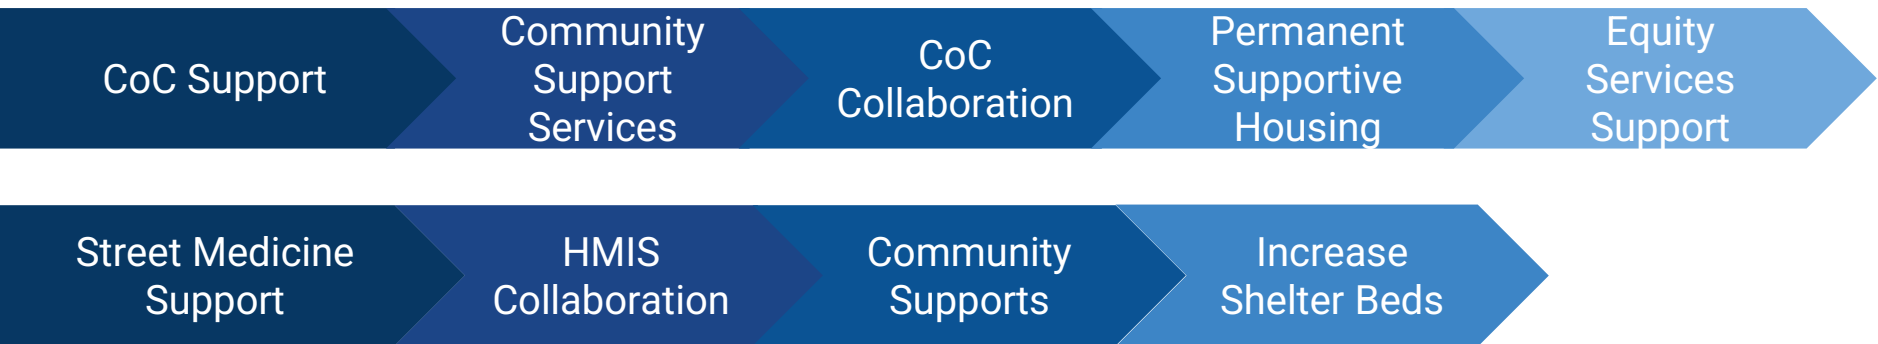 CoC Support
Community
Support
Services
CoC
Collaboration
Permanent
Supportive
Housing
Equity
Services
Support
Street Medicine
Support
HMIS
Collaboration
Community
Supports
Increase
Shelter Beds